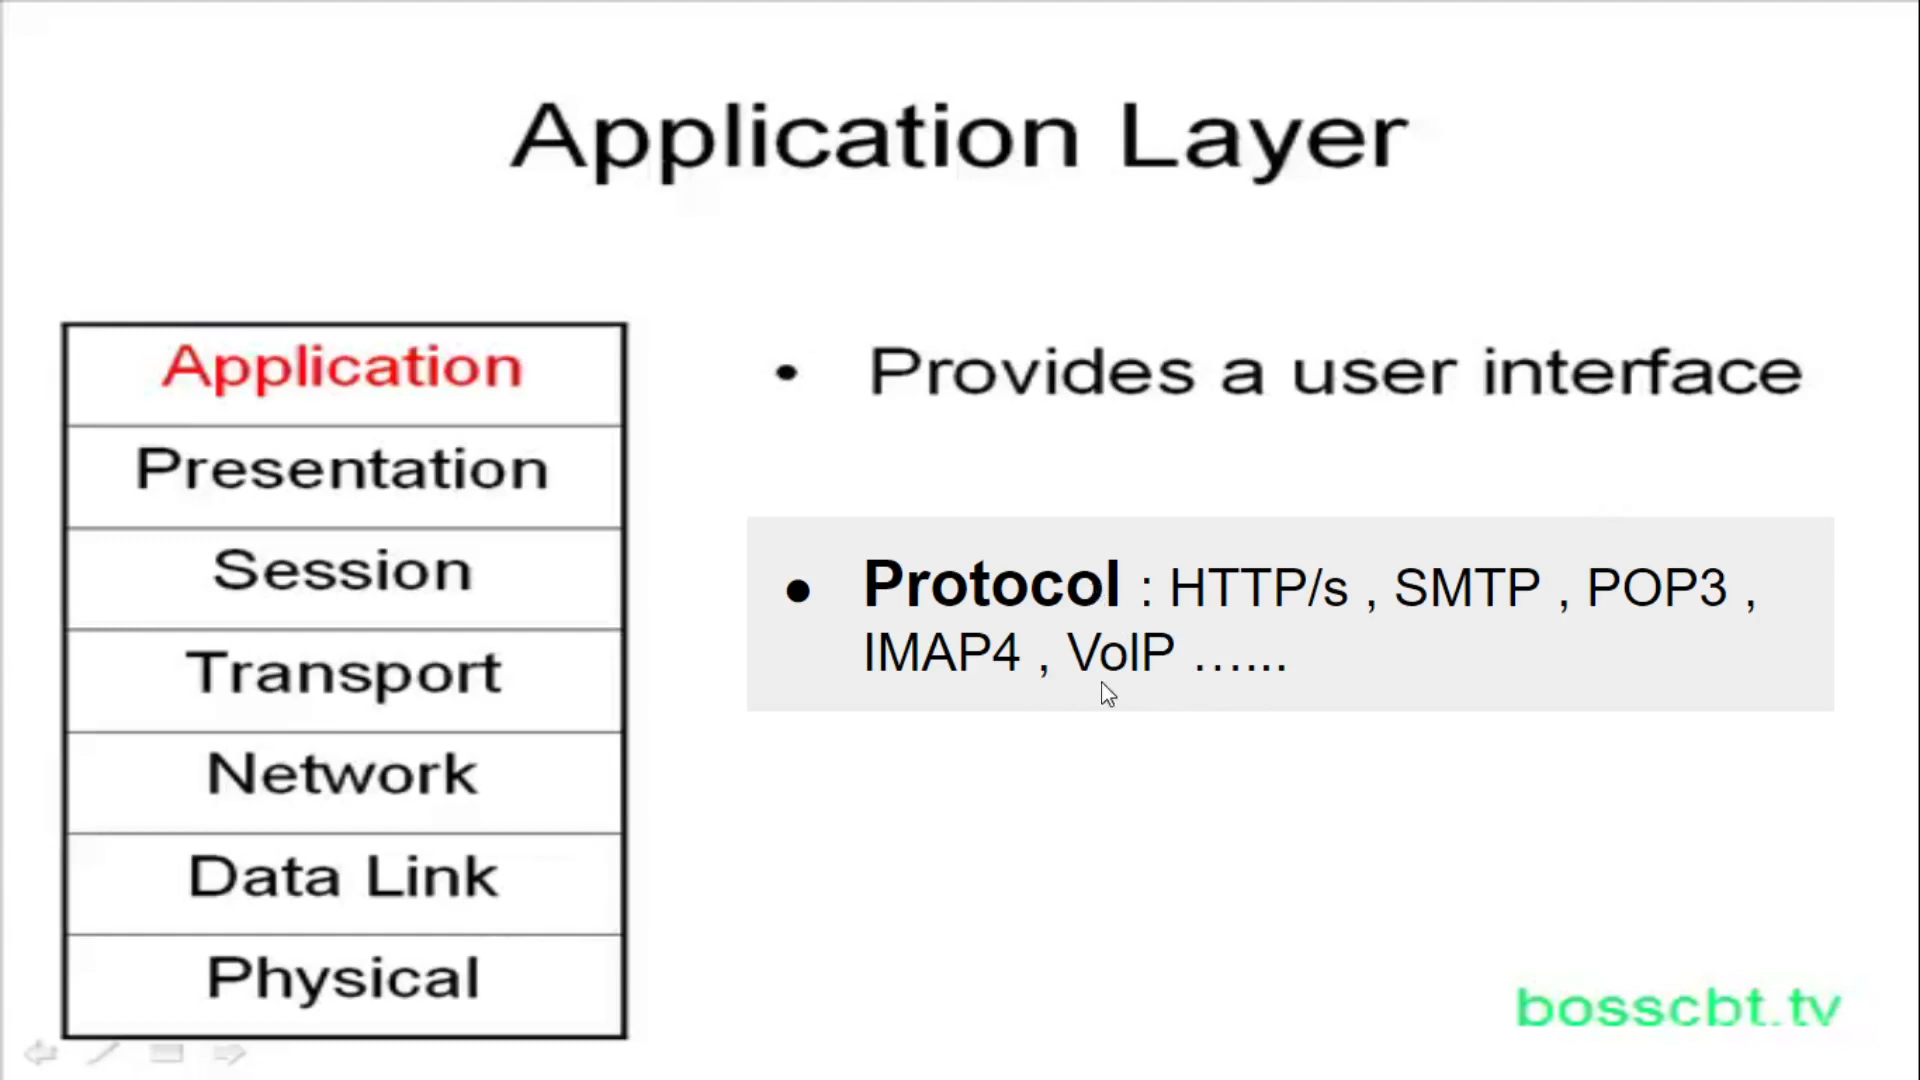 Application Layer
Application
Presentation
Session
Transport
Network
Data Link
Physical
• Provides a user interface
● Protocol : HTTP/s , SMTP , POP3 ,
IMAP4 , VoIP …...
bosscbt.tv